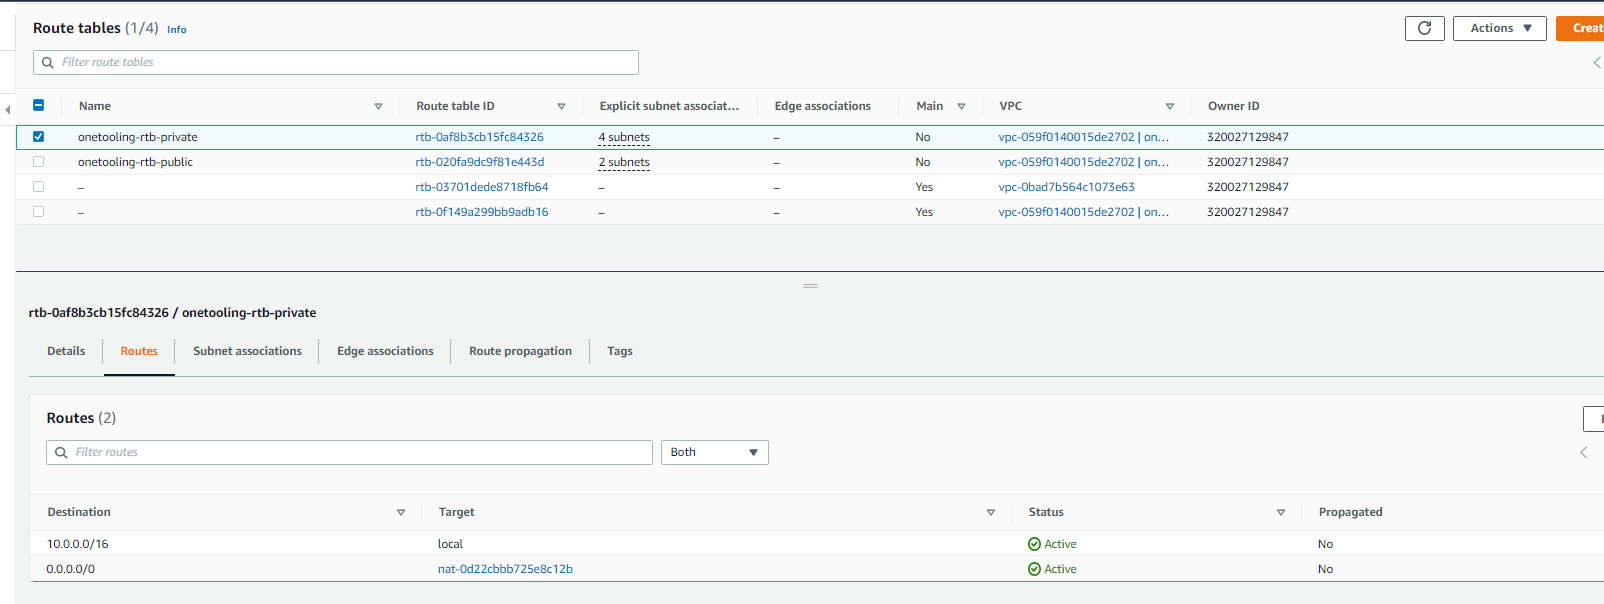 Route tables (1/4) Info
Actions
Creat
Filter route tables
Name Route table ID Explicit subnet associat... Edge associations Main VPC Owner ID
onetooling-rtb-private rtb-0af8b3cb15fc84326 4 subnets – No vpc-059f0140015de2702 | on... 320027129847
onetooling-rtb-public rtb-020fa9dc9f81e443d 2 subnets – No vpc-059f0140015de2702 | on... 320027129847
– rtb-03701dede8718fb64 – – Yes vpc-0bad7b564c1073e63 320027129847
– rtb-0f149a299bb9adb16 – – Yes vpc-059f0140015de2702 | on... 320027129847
rtb-0af8b3cb15fc84326 / onetooling-rtb-private
Details Routes Subnet associations Edge associations Route propagation Tags
Routes (2)
Filter routes
Both
Destination Target Status Propagated
10.0.0.0/16 local Active No
0.0.0.0/0 nat-0d22cbbb725e8c12b Active No